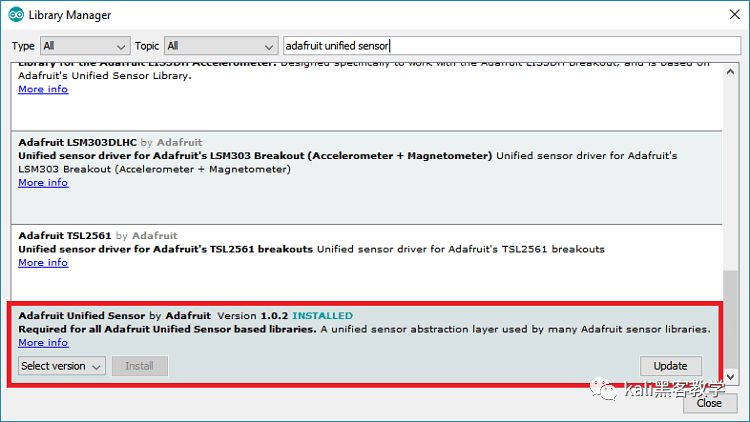 Library Manager
Type All Topic All adafruit unified sensor
Library for the Adafruit LIS3DH Accelerometer. Designed specifically to work with the Adafruit LIS3DH Breakout, and is based on
Adafruit's Unified Sensor Library.
More info
Adafruit LSM303DLHC by Adafruit
Unified sensor driver for Adafruit's LSM303 Breakout (Accelerometer + Magnetometer) Unified sensor driver for Adafruit's
LSM303 Breakout (Accelerometer + Magnetometer)
More info
Adafruit TSL2561 by Adafruit
Unified sensor driver for Adafruit's TSL2561 breakouts Unified sensor driver for Adafruit's TSL2561 breakouts
More info
Adafruit Unified Sensor by Adafruit Version 1.0.2 INSTALLED
Required for all Adafruit Unified Sensor based libraries. A unified sensor abstraction layer used by many Adafruit sensor libraries.
More info
Select version Install Update
kali黑客教学
Close